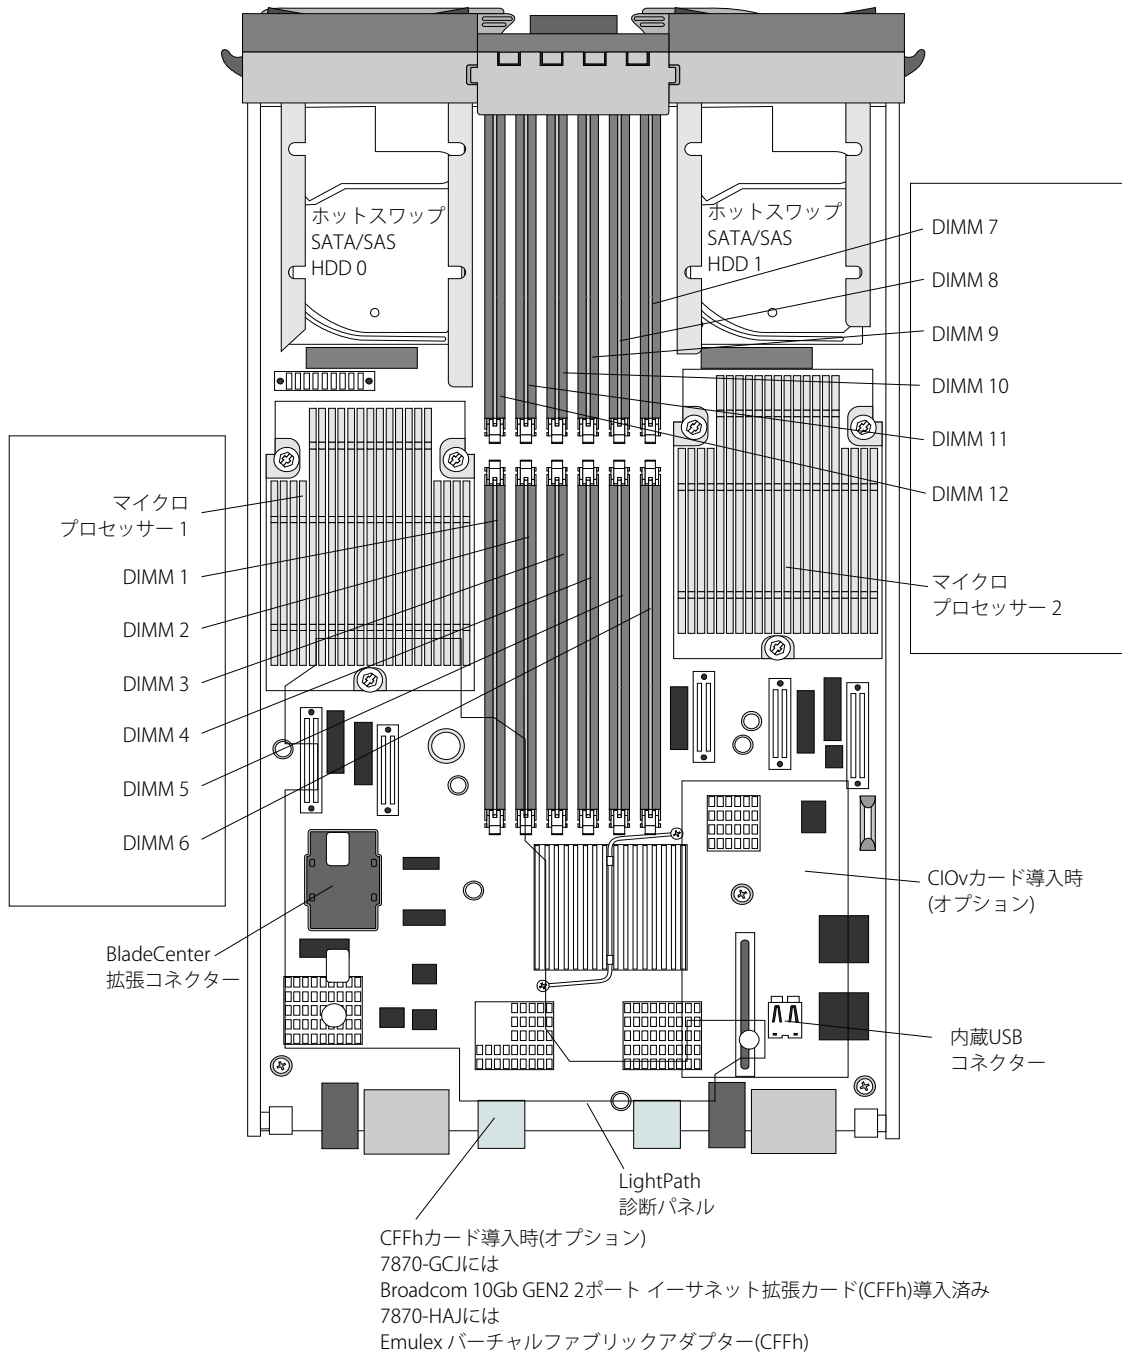 ホットスワップ
SATA/SAS
HDD 0
ホットスワップ
SATA/SAS
HDD 1
DIMM 7
DIMM 8
DIMM 9
DIMM 10
DIMM 11
DIMM 12
マイクロ
プロセッサー 2
マイクロ
プロセッサー 1
DIMM 1
DIMM 2
DIMM 3
DIMM 4
DIMM 5
DIMM 6
BladeCenter
拡張コネクター
CIOvカード導入時
(オプション)
内蔵USB
コネクター
LightPath
診断パネル
CFFhカード導入時(オプション)
7870-GCJには
Broadcom 10Gb GEN2 2ポート イーサネット拡張カード(CFFh)導入済み
7870-HAJには
Emulex バーチャルファブリックアダプター(CFFh)